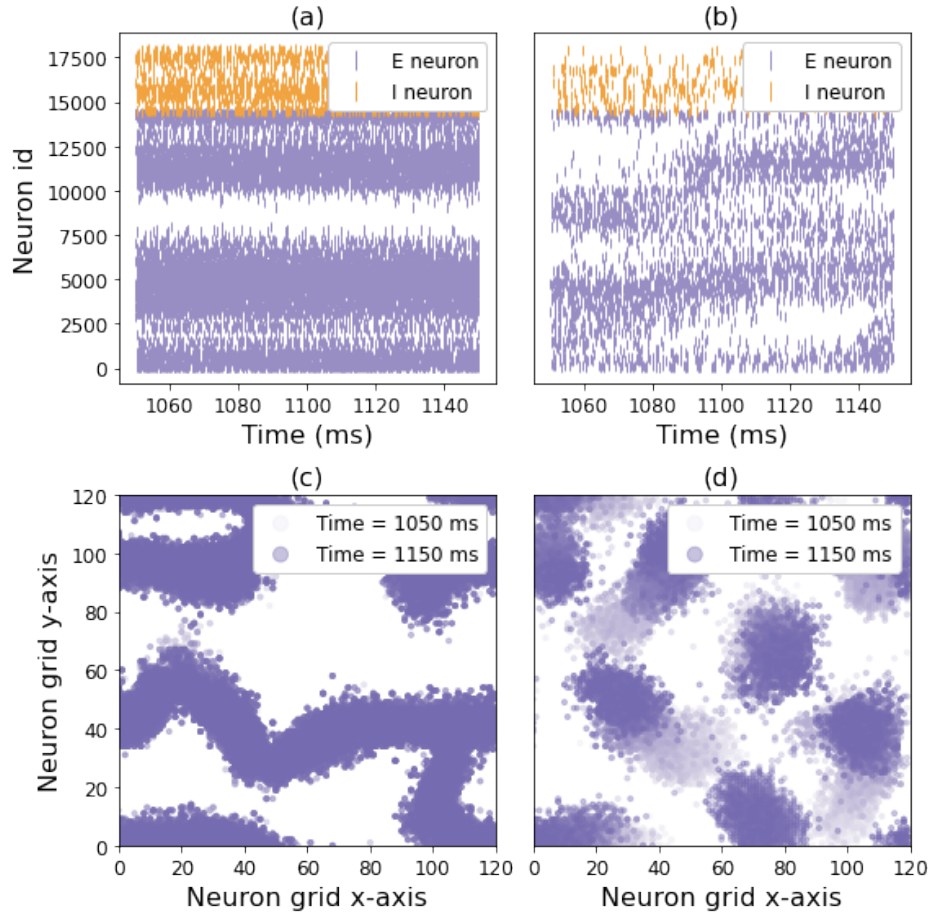 (a)
(b)
E neuron
I neuron
E neuron
I neuron
Neuron id
17500
15000
12500
10000
7500
5000
2500
0
1060 1080 1100 1120 1140
1060 1080 1100 1120 1140
Time (ms)
Time (ms)
(c)
(d)
Time = 1050 ms
Time = 1150 ms
Time = 1050 ms
Time = 1150 ms
Neuron grid y-axis
120
100
80
60
40
20
0
0 20 40 60 80 100 120
0 20 40 60 80 100 120
Neuron grid x-axis
Neuron grid x-axis